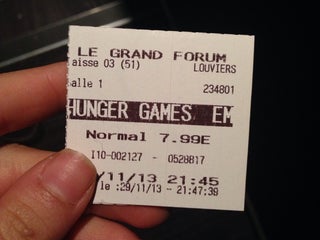 LE GRAND FORUM
aisse 03 (51) LOUVIERS
alle 1 234801
HUNGER GAMES EM
Normal 7.99E
I10-002127 - 0528B17
/11/13 21:45
le :29/11/13 - 21:47:38